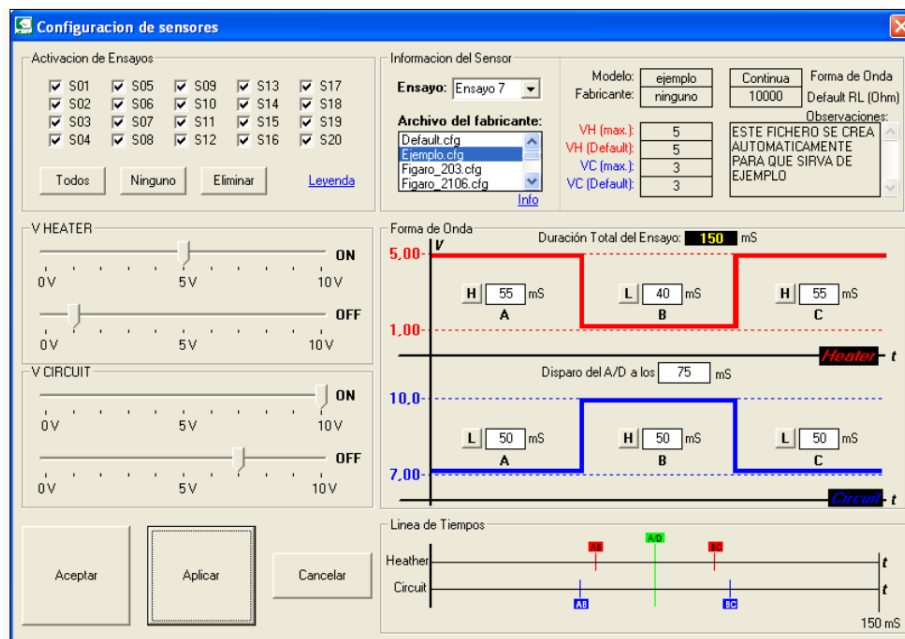 Configuracion de sensores
Activacion de Ensayos
S01 S05 S09 S13 S17
S02 S06 S10 S14 S18
S03 S07 S11 S15 S19
S04 S08 S12 S16 S20
Todos Ninguno Eliminar Leyenda
Informacion del Sensor
Ensayo: Ensayo 7
Archivo del fabricante:
Default.cfg
Ejemplo.cfg
Figaro_203.cfg
Figaro_2106.cfg
Info
Modelo: ejemplo
Fabricante: ninguno
Continua Forma de Onda
10000 Default RL (Ohm)
VH (max.): 5
VH (Default): 5
VC (max.): 3
VC (Default): 3
Observaciones:
ESTE FICHERO SE CREA
AUTOMATICAMENTE
PARA QUE SIRVA DE
EJEMPLO
V HEATER
ON
0V 5V 10V
OFF
0V 5V 10V
V CIRCUIT
ON
0V 5V 10V
OFF
0V 5V 10V
Aceptar Aplicar Cancelar
Forma de Onda
V
Duración Total del Ensayo: 150 mS
5,00
H 55 mS L 40 mS H 55 mS
A B C
1,00
Heater t
Disparo del A/D a los 75 mS
10,0
L 50 mS H 50 mS L 50 mS
A B C
7,00
Circuit t
Linea de Tiempos
AB A/D BC
Heather t
Circuit t
AB BC
150 mS